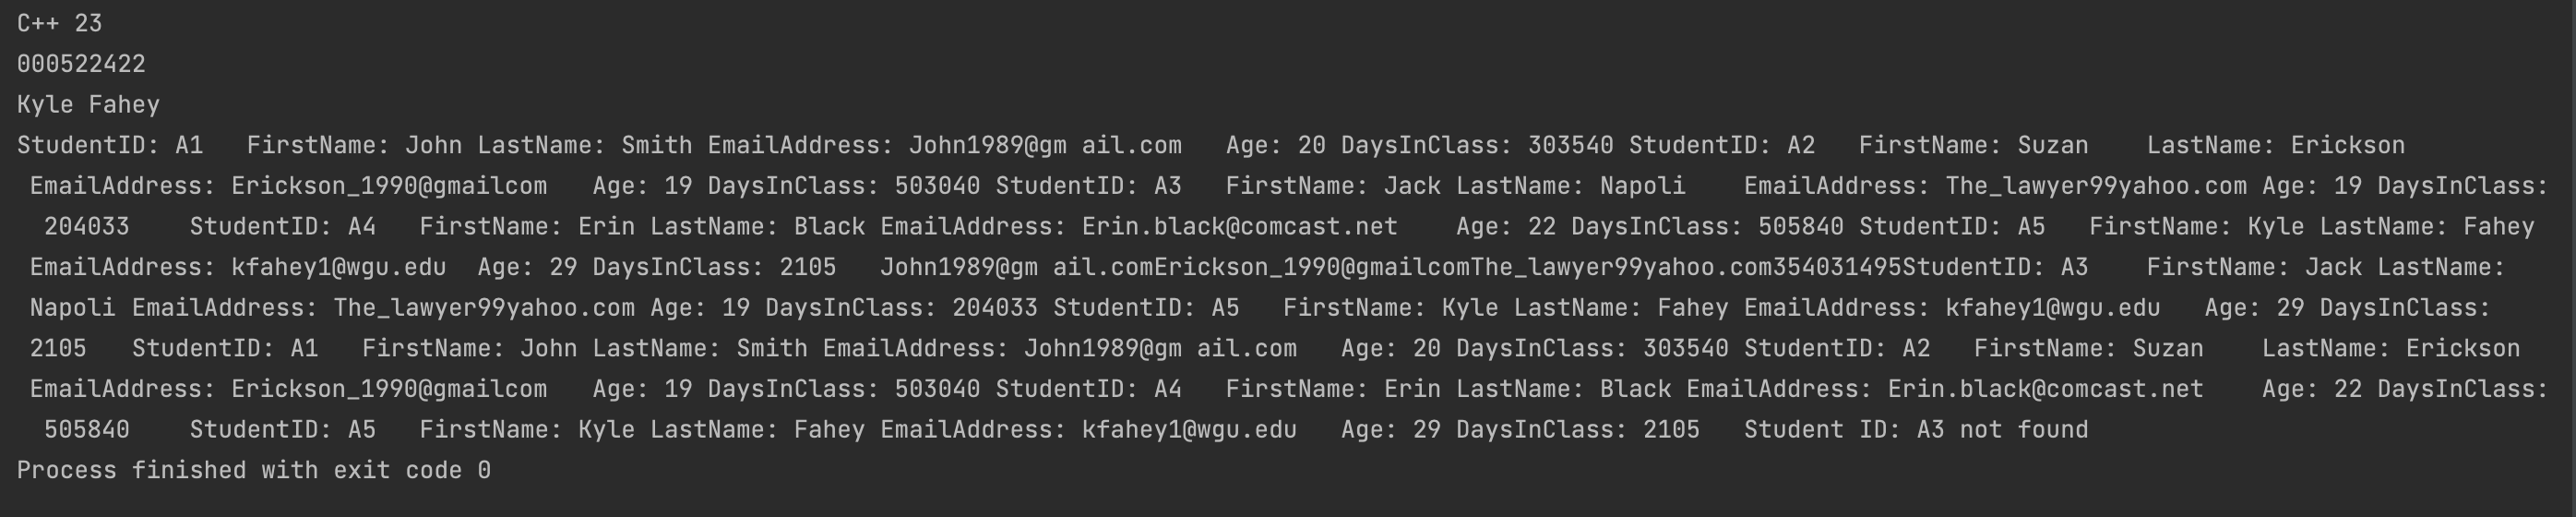 C++ 23
000522422
Kyle Fahey
StudentID: A1   FirstName: John LastName: Smith EmailAddress: John1989@gm ail.com   Age: 20 DaysInClass: 303540 StudentID: A2   FirstName: Suzan    LastName: Erickson
EmailAddress: Erickson_1990@gmailcom   Age: 19 DaysInClass: 503040 StudentID: A3   FirstName: Jack LastName: Napoli    EmailAddress: The_lawyer99yahoo.com Age: 19 DaysInClass:
204033    StudentID: A4   FirstName: Erin LastName: Black EmailAddress: Erin.black@comcast.net    Age: 22 DaysInClass: 505840 StudentID: A5   FirstName: Kyle LastName: Fahey
EmailAddress: kfahey1@wgu.edu  Age: 29 DaysInClass: 2105   John1989@gm ail.comErickson_1990@gmailcomThe_lawyer99yahoo.com354031495StudentID: A3    FirstName: Jack LastName:
Napoli EmailAddress: The_lawyer99yahoo.com Age: 19 DaysInClass: 204033 StudentID: A5   FirstName: Kyle LastName: Fahey EmailAddress: kfahey1@wgu.edu   Age: 29 DaysInClass:
2105   StudentID: A1   FirstName: John LastName: Smith EmailAddress: John1989@gm ail.com   Age: 20 DaysInClass: 303540 StudentID: A2   FirstName: Suzan    LastName: Erickson
EmailAddress: Erickson_1990@gmailcom   Age: 19 DaysInClass: 503040 StudentID: A4   FirstName: Erin LastName: Black EmailAddress: Erin.black@comcast.net    Age: 22 DaysInClass:
505840    StudentID: A5   FirstName: Kyle LastName: Fahey EmailAddress: kfahey1@wgu.edu   Age: 29 DaysInClass: 2105   Student ID: A3 not found
Process finished with exit code 0